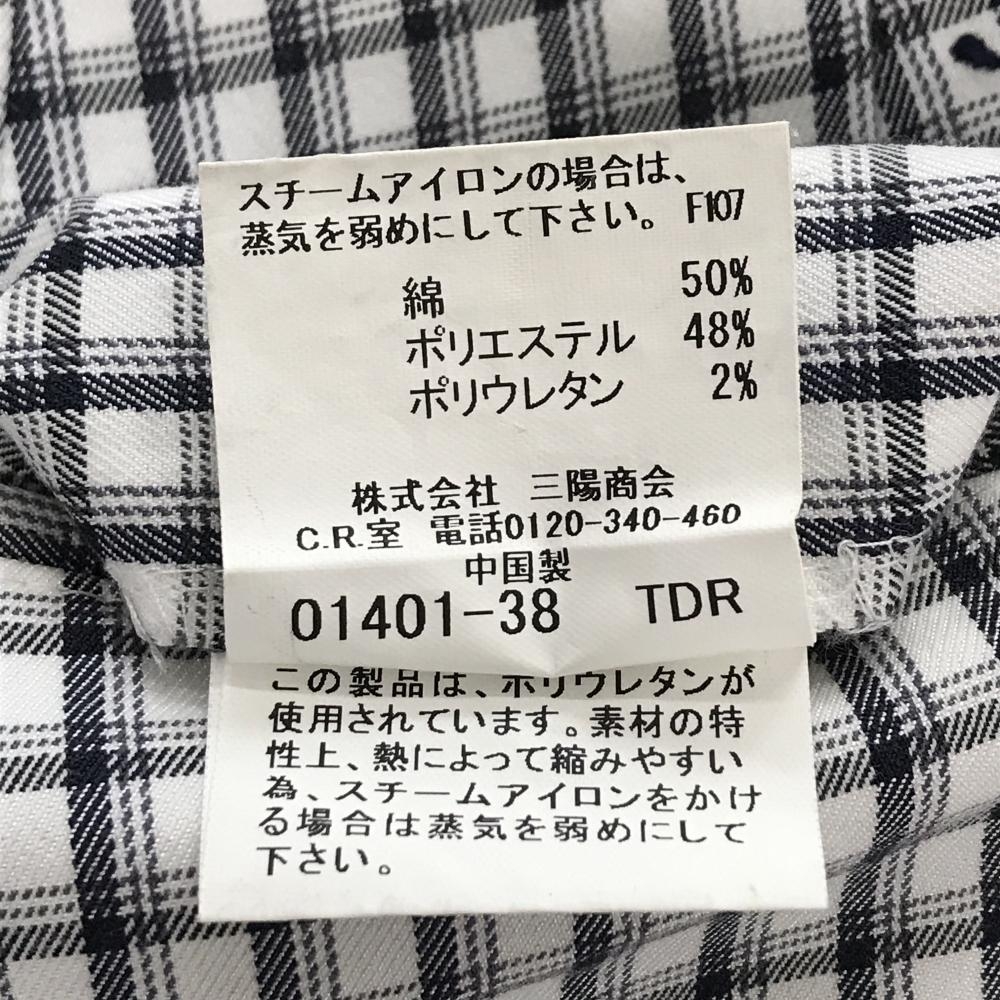 スチームアイロンの場合は、
蒸気を弱めにして下さい。 F107
綿 50%
ポリエステル 48%
ポリウレタン 2%
株式会社 三陽商会
C.R.室 電話0120-340-460
中国製
01401-38 TDR
この製品は、ポリウレタンが
使用されています。素材の特
性上、熱によって縮みやすい
為、スチームアイロンをかけ
る場合は蒸気を弱めにして
下さい。